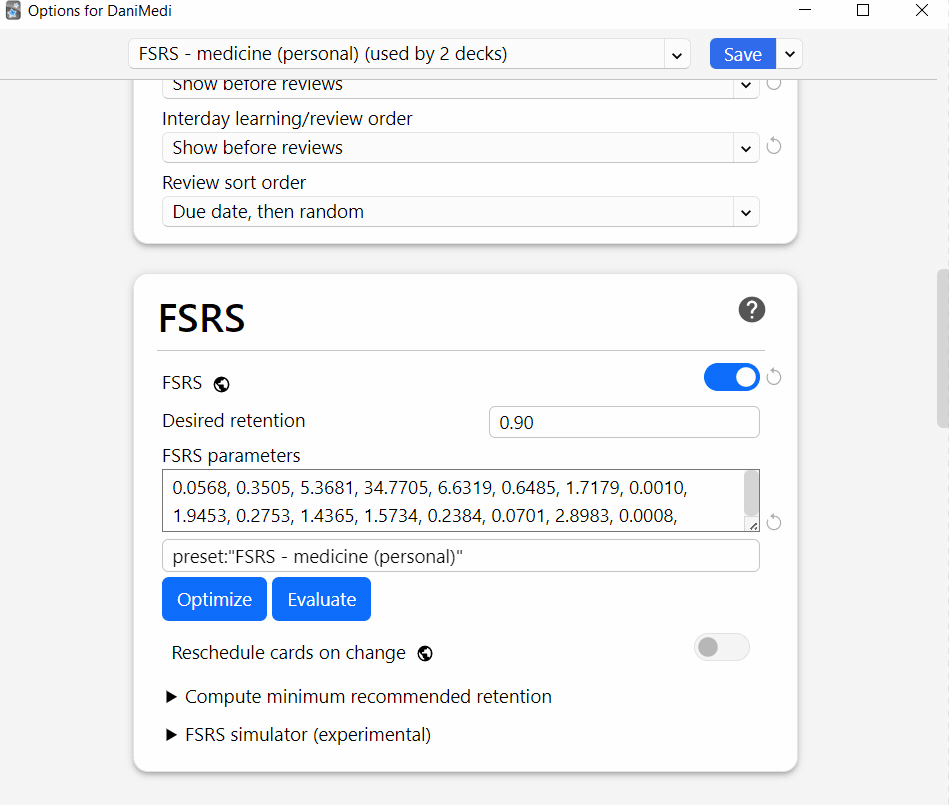 Options for DaniMedi
FSRS - medicine (personal) (used by 2 decks)
Save
Show before reviews
Interday learning/review order
Show before reviews
Review sort order
Due date, then random
FSRS
FSRS
Desired retention
0.90
FSRS parameters
0.0568, 0.3505, 5.3681, 34.7705, 6.6319, 0.6485, 1.7179, 0.0010,
1.9453, 0.2753, 1.4365, 1.5734, 0.2384, 0.0701, 2.8983, 0.0008,
preset:"FSRS - medicine (personal)"
Optimize
Evaluate
Reschedule cards on change
Compute minimum recommended retention
FSRS simulator (experimental)